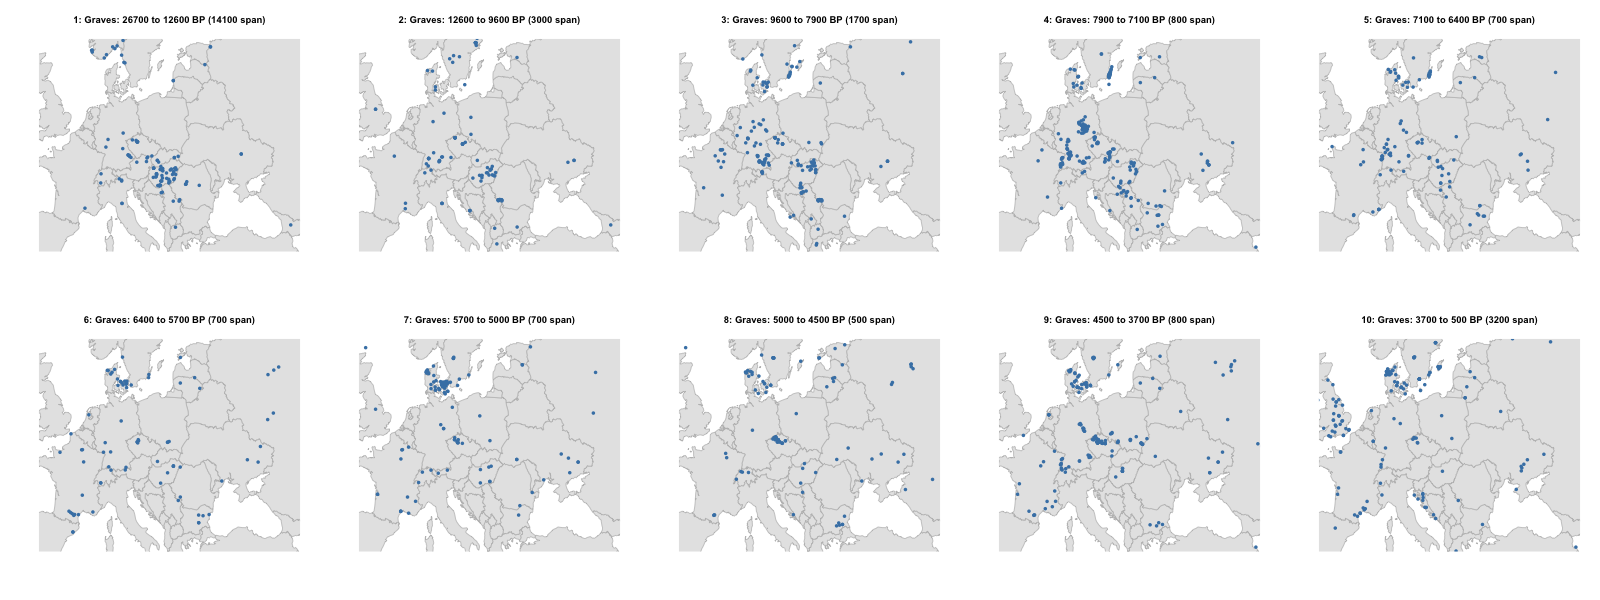 1: Graves: 26700 to 12600 BP (14100 span)
2: Graves: 12600 to 9600 BP (3000 span)
3: Graves: 9600 to 7900 BP (1700 span)
4: Graves: 7900 to 7100 BP (800 span)
5: Graves: 7100 to 6400 BP (700 span)
6: Graves: 6400 to 5700 BP (700 span)
7: Graves: 5700 to 5000 BP (700 span)
8: Graves: 5000 to 4500 BP (500 span)
9: Graves: 4500 to 3700 BP (800 span)
10: Graves: 3700 to 500 BP (3200 span)